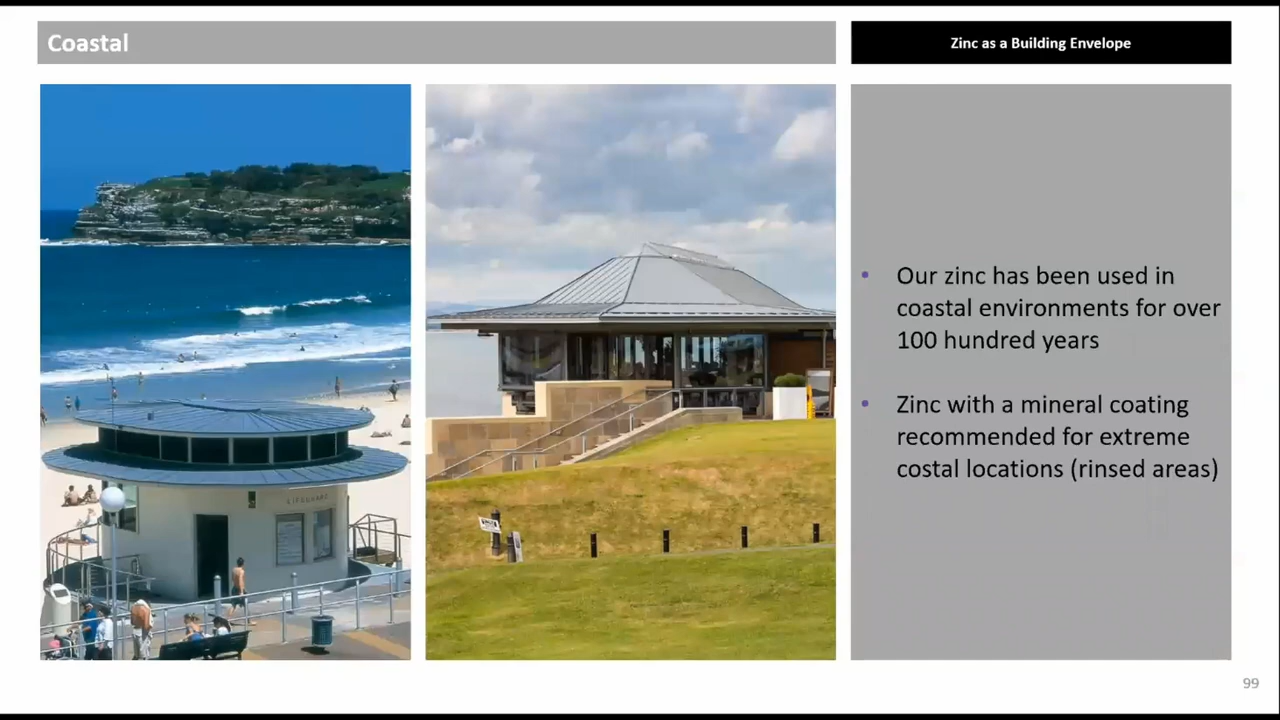 Coastal
Zinc as a Building Envelope
LIFEGUARD
• Our zinc has been used in
coastal environments for over
100 hundred years
• Zinc with a mineral coating
recommended for extreme
costal locations (rinsed areas)
99